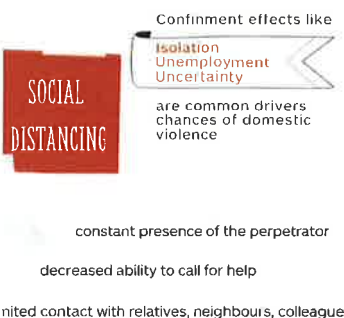 Confinment effects like
Isolation
Unemployment
Uncertainty
are common drivers
chances of domestic
violence
SOCIAL
DISTANCING
constant presence of the perpetrator
decreased ability to call for help
contact with relatives, neighbours, colleague